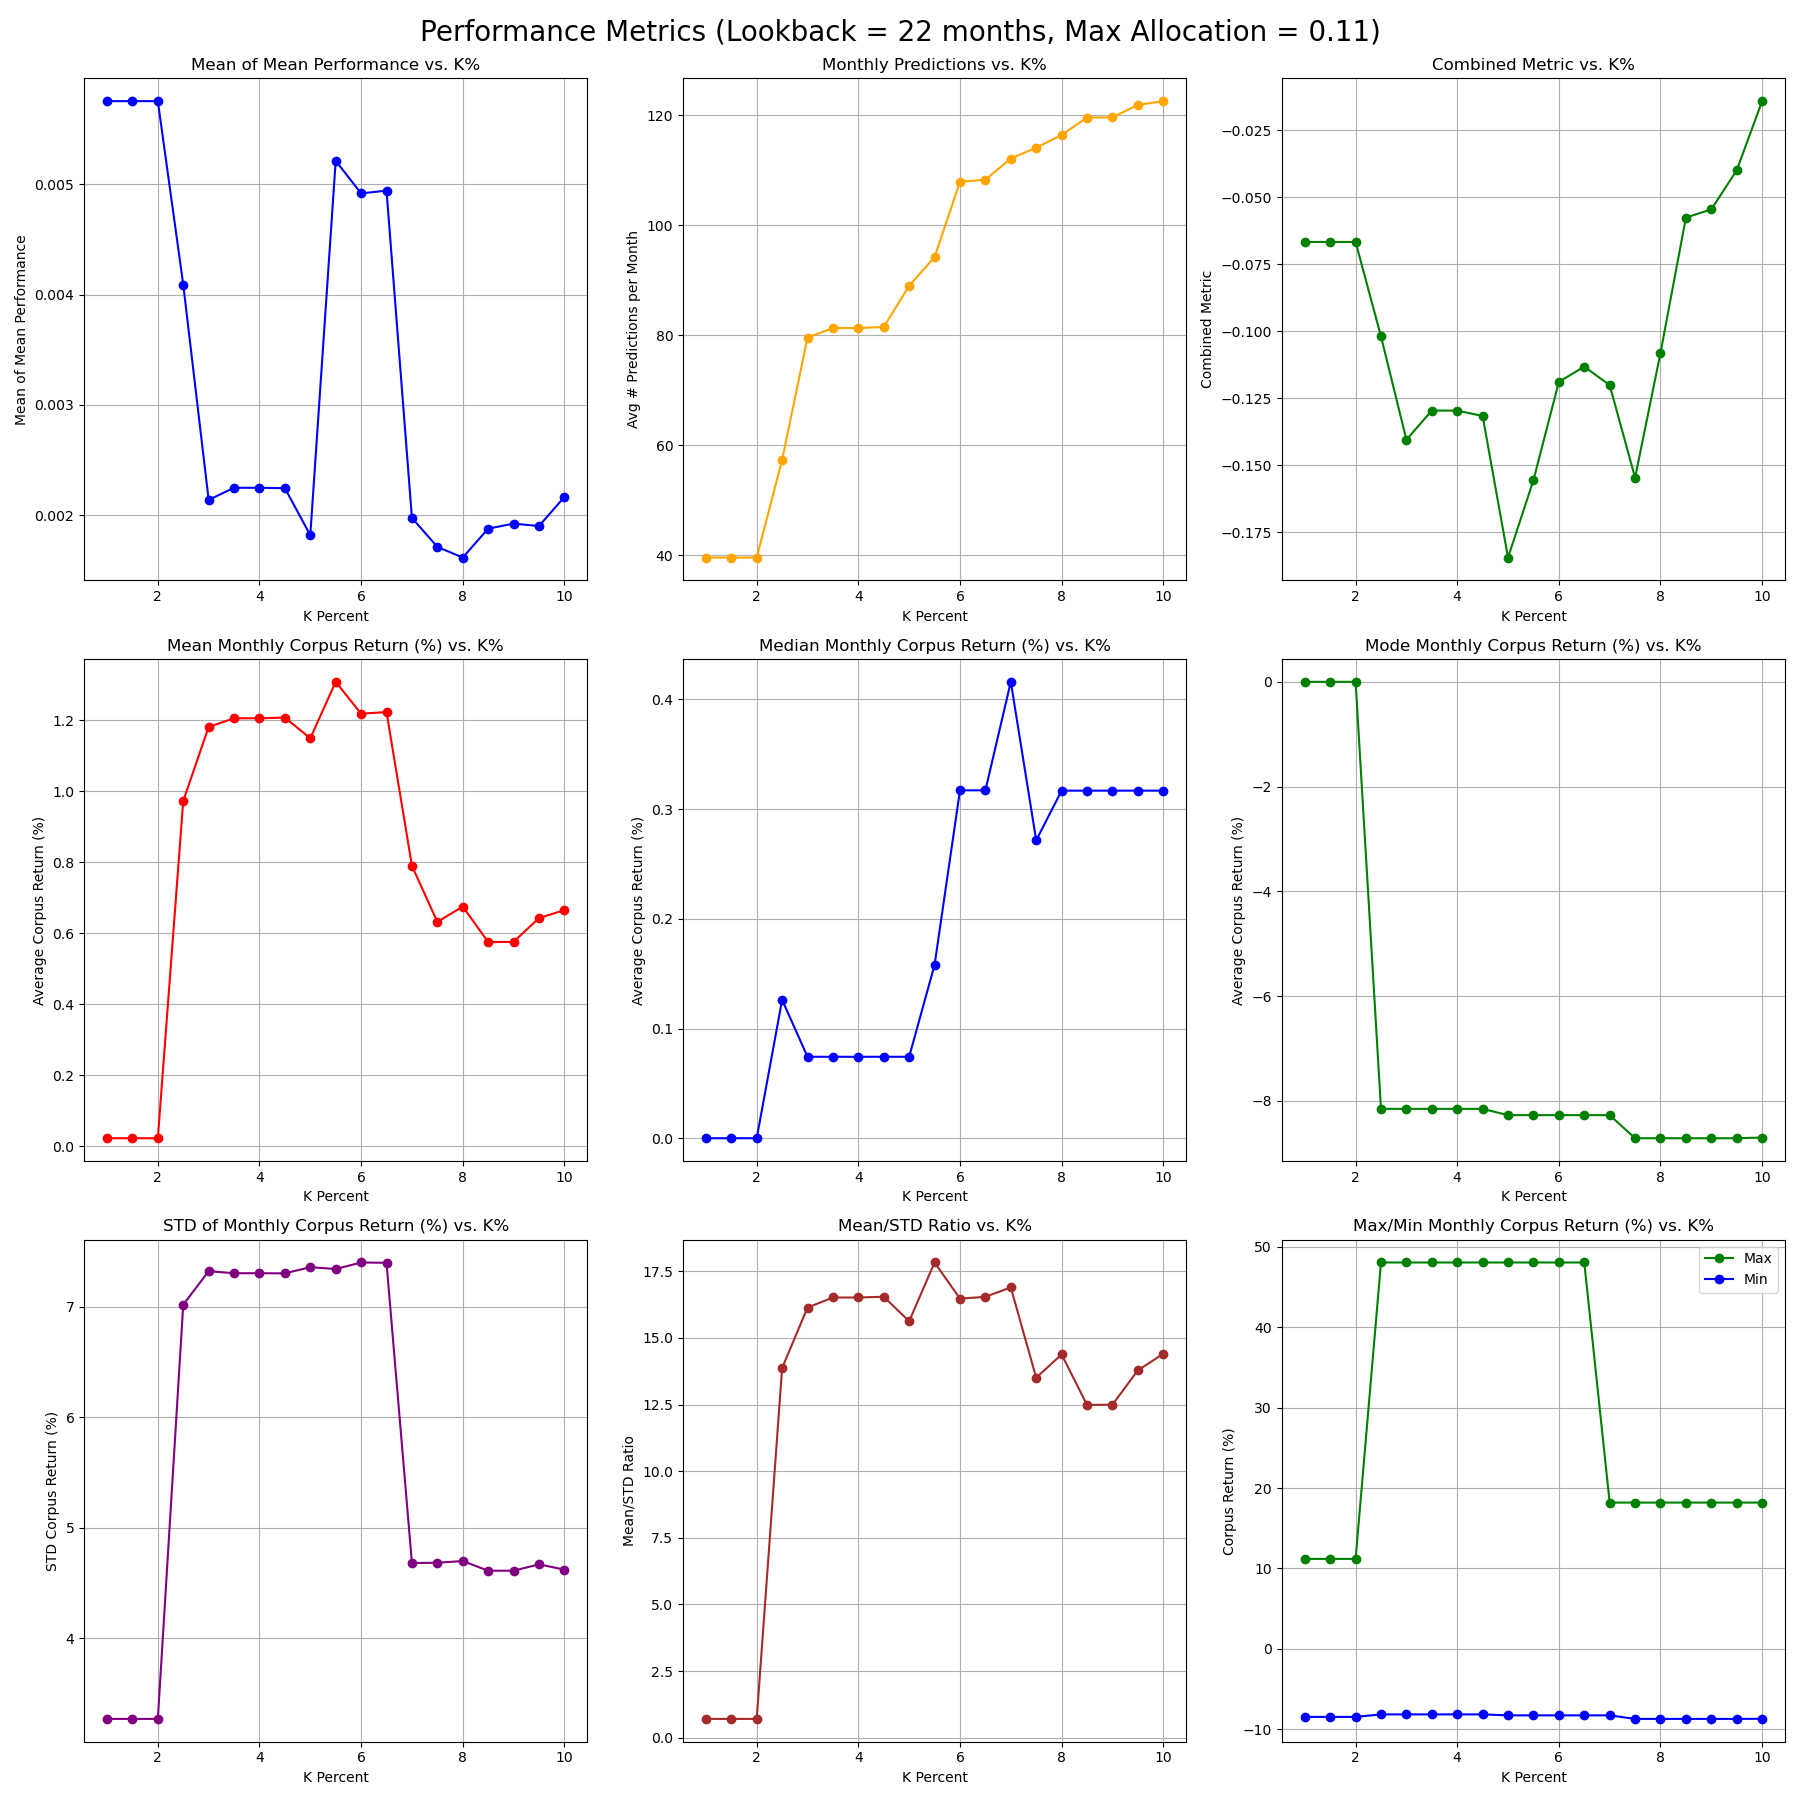 Performance Metrics (Lookback = 22 months, Max Allocation = 0.11)
Mean of Mean Performance vs. K%
Mean of Mean Performance
0.005
0.004
0.003
0.002
2 4 6 8 10
K Percent
Monthly Predictions vs. K%
Avg # Predictions per Month
120
100
80
60
40
2 4 6 8 10
K Percent
Combined Metric vs. K%
Combined Metric
−0.025
−0.050
−0.075
−0.100
−0.125
−0.150
−0.175
2 4 6 8 10
K Percent
Mean Monthly Corpus Return (%) vs. K%
Average Corpus Return (%)
1.2
1.0
0.8
0.6
0.4
0.2
0.0
2 4 6 8 10
K Percent
Median Monthly Corpus Return (%) vs. K%
Average Corpus Return (%)
0.4
0.3
0.2
0.1
0.0
2 4 6 8 10
K Percent
Mode Monthly Corpus Return (%) vs. K%
Average Corpus Return (%)
0
−2
−4
−6
−8
2 4 6 8 10
K Percent
STD of Monthly Corpus Return (%) vs. K%
STD Corpus Return (%)
7
6
5
4
2 4 6 8 10
K Percent
Mean/STD Ratio vs. K%
Mean/STD Ratio
17.5
15.0
12.5
10.0
7.5
5.0
2.5
0.0
2 4 6 8 10
K Percent
Max/Min Monthly Corpus Return (%) vs. K%
Corpus Return (%)
50
40
30
20
10
0
−10
Max
Min
2 4 6 8 10
K Percent